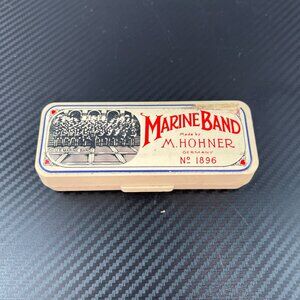 MARINE BAND
Made by
M. HOHNER
GERMANY
No 1896